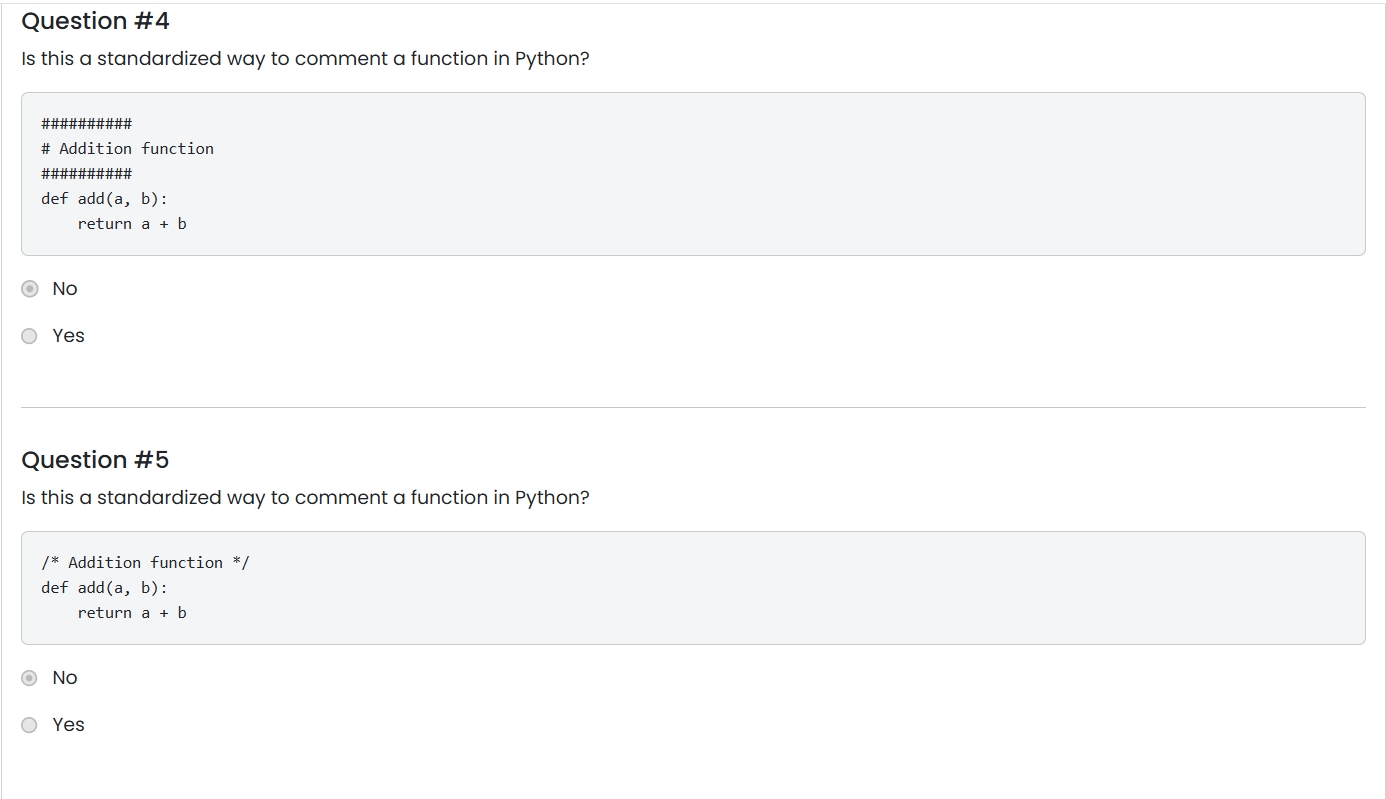 Question #4
Is this a standardized way to comment a function in Python?
##########
# Addition function
##########
def add(a, b):
    return a + b
No
Yes
Question #5
Is this a standardized way to comment a function in Python?
/* Addition function */
def add(a, b):
    return a + b
No
Yes